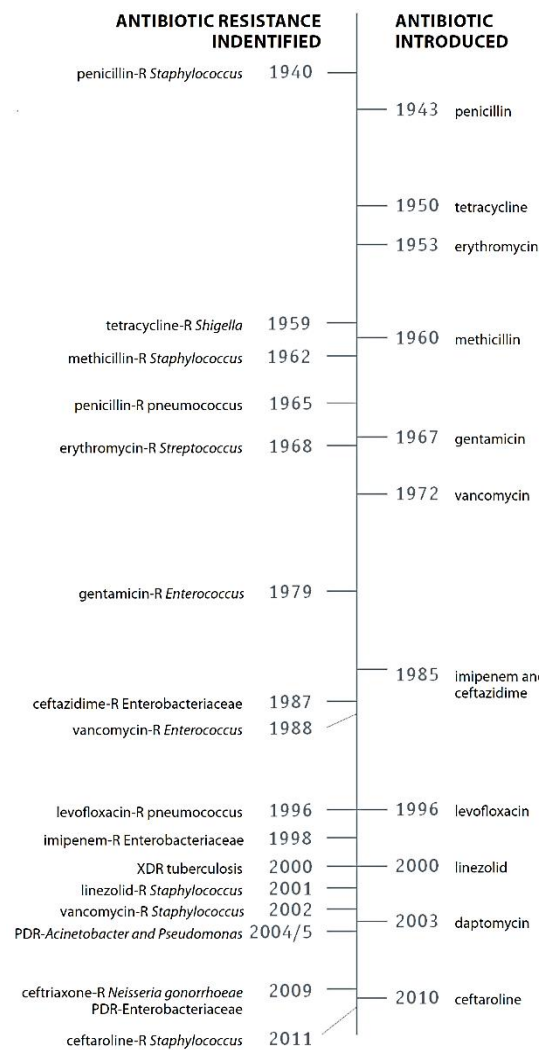 ANTIBIOTIC RESISTANCE
INDENTIFIED
ANTIBIOTIC
INTRODUCED
penicillin-R Staphylococcus 1940
1943 penicillin
1950 tetracycline
1953 erythromycin
tetracycline-R Shigella 1959
1960 methicillin
methicillin-R Staphylococcus 1962
penicillin-R pneumococcus 1965
1967 gentamicin
erythromycin-R Streptococcus 1968
1972 vancomycin
gentamicin-R Enterococcus 1979
1985 imipenem and
ceftazidime
ceftazidime-R Enterobacteriaceae 1987
vancomycin-R Enterococcus 1988
levofloxacin-R pneumococcus 1996
1996 levofloxacin
imipenem-R Enterobacteriaceae 1998
XDR tuberculosis 2000
2000 linezolid
linezolid-R Staphylococcus 2001
vancomycin-R Staphylococcus 2002
2003 daptomycin
PDR-Acinetobacter and Pseudomonas 2004/5
ceftriaxone-R Neisseria gonorrhoeae 2009
PDR-Enterobacteriaceae
2010 ceftaroline
ceftaroline-R Staphylococcus 2011